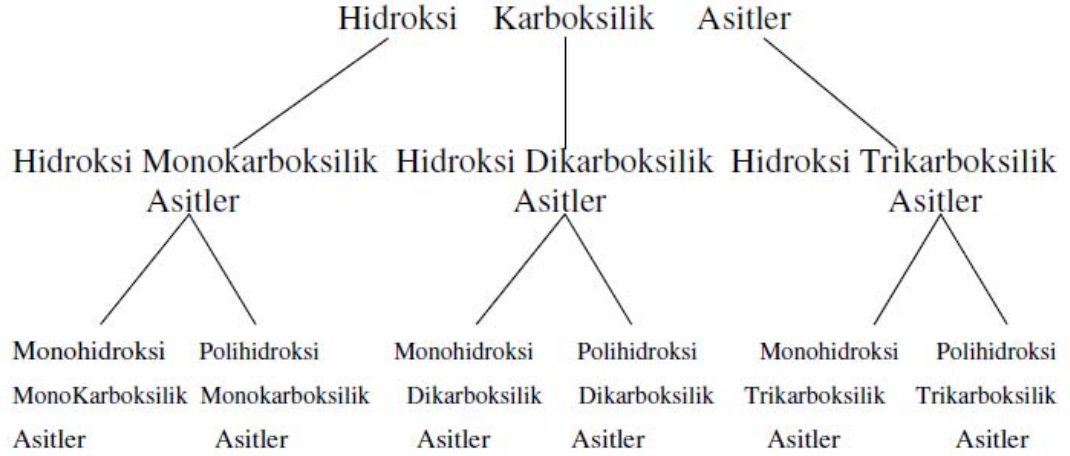 Hidroksi Karboksilik Asitler
Hidroksi Monokarboksilik Asitler
Hidroksi Dikarboksilik Asitler
Hidroksi Trikarboksilik Asitler
Monohidroksi MonoKarboksilik Asitler
Polihidroksi Monokarboksilik Asitler
Monohidroksi Dikarboksilik Asitler
Polihidroksi Dikarboksilik Asitler
Monohidroksi Trikarboksilik Asitler
Polihidroksi Trikarboksilik Asitler